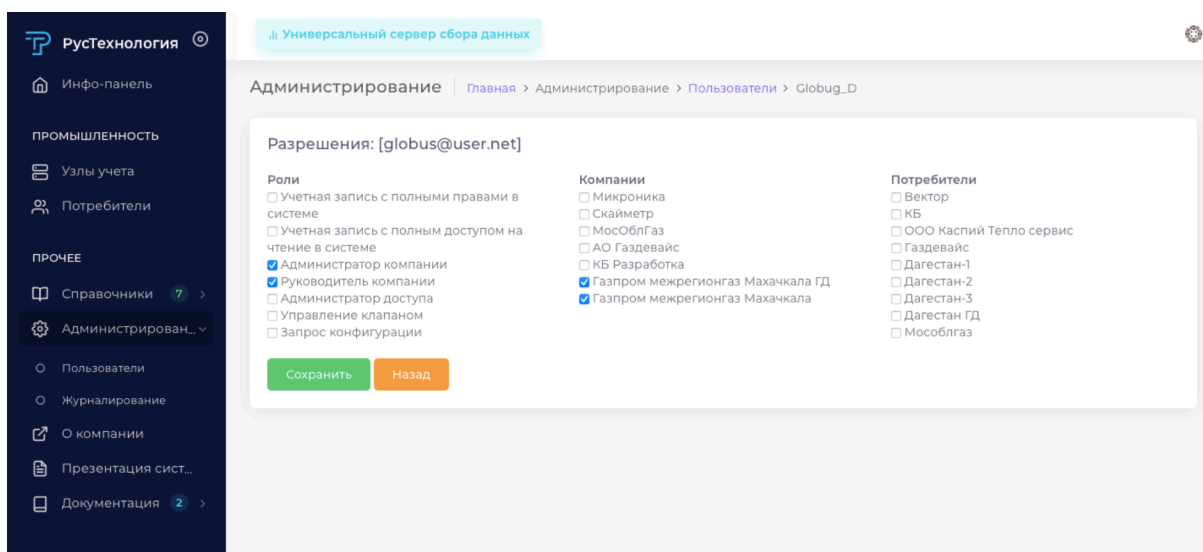 РусТехнология
Универсальный сервер сбора данных
Инфо-панель
ПРОМЫШЛЕННОСТЬ
Узлы учета
Потребители
ПРОЧЕЕ
Справочники 7
Администрирован...
Пользователи
Журналирование
О компании
Презентация сист...
Документация 2
Администрирование
Главная > Администрирование > Пользователи > Globug_D
Разрешения: [globus@user.net]
Роли
Учетная запись с полными правами в
системе
Учетная запись с полным доступом на
чтение в системе
Администратор компании
Руководитель компании
Администратор доступа
Управление клапаном
Запрос конфигурации
Компании
Микроника
Скайметр
МосОблГаз
АО Газдевайс
КБ Разработка
Газпром межрегионгаз Махачкала ГД
Газпром межрегионгаз Махачкала
Потребители
Вектор
КБ
ООО Каспий Тепло сервис
Газдевайс
Дагестан-1
Дагестан-2
Дагестан-3
Дагестан ГД
Мособлгаз
Сохранить
Назад